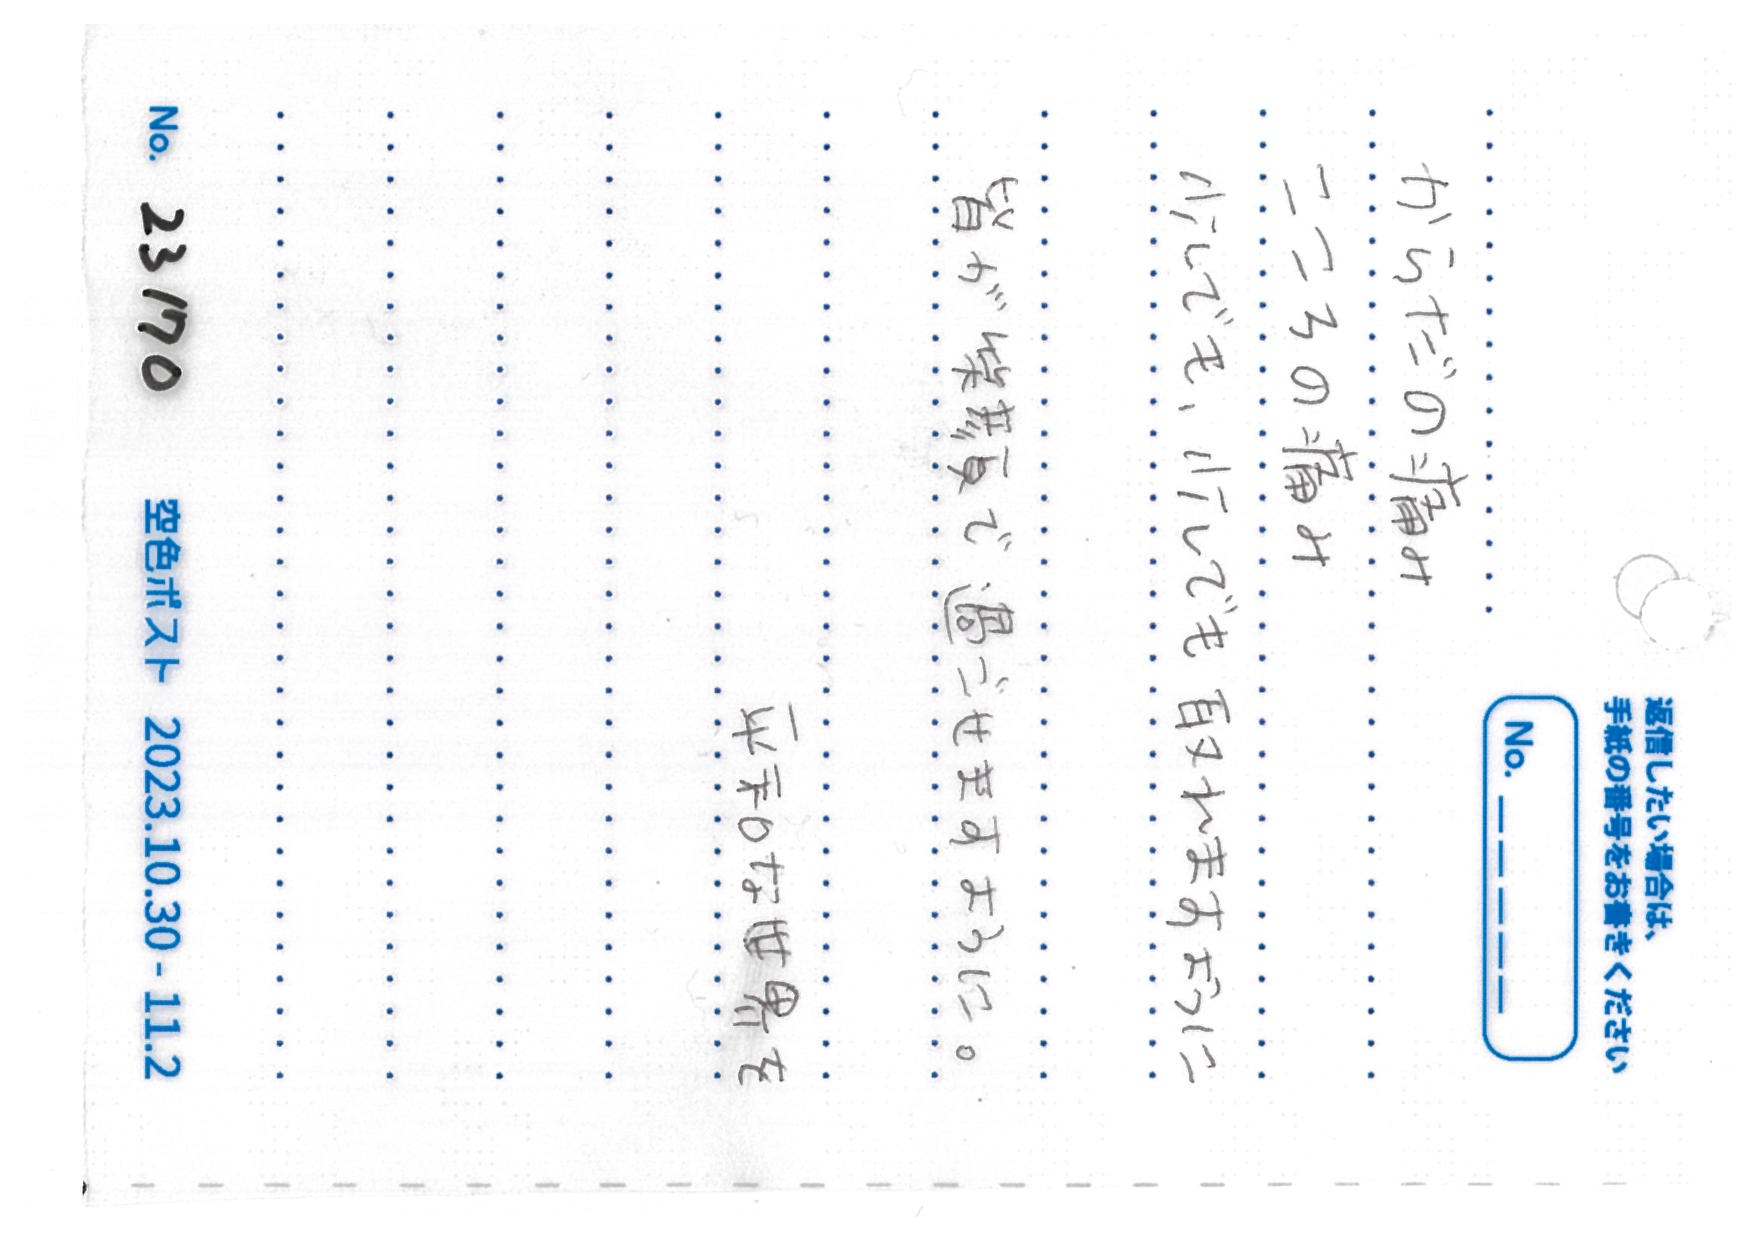 返信したい場合は、
手紙の番号をお書きください
No. _ _ _ _ _
からだの痛み
こころの痛み
少しでも、少しでも取れますように
皆が笑顔で過ごせますように。
平和な世界を
No. 23170 空色ポスト 2023.10.30 - 11.2